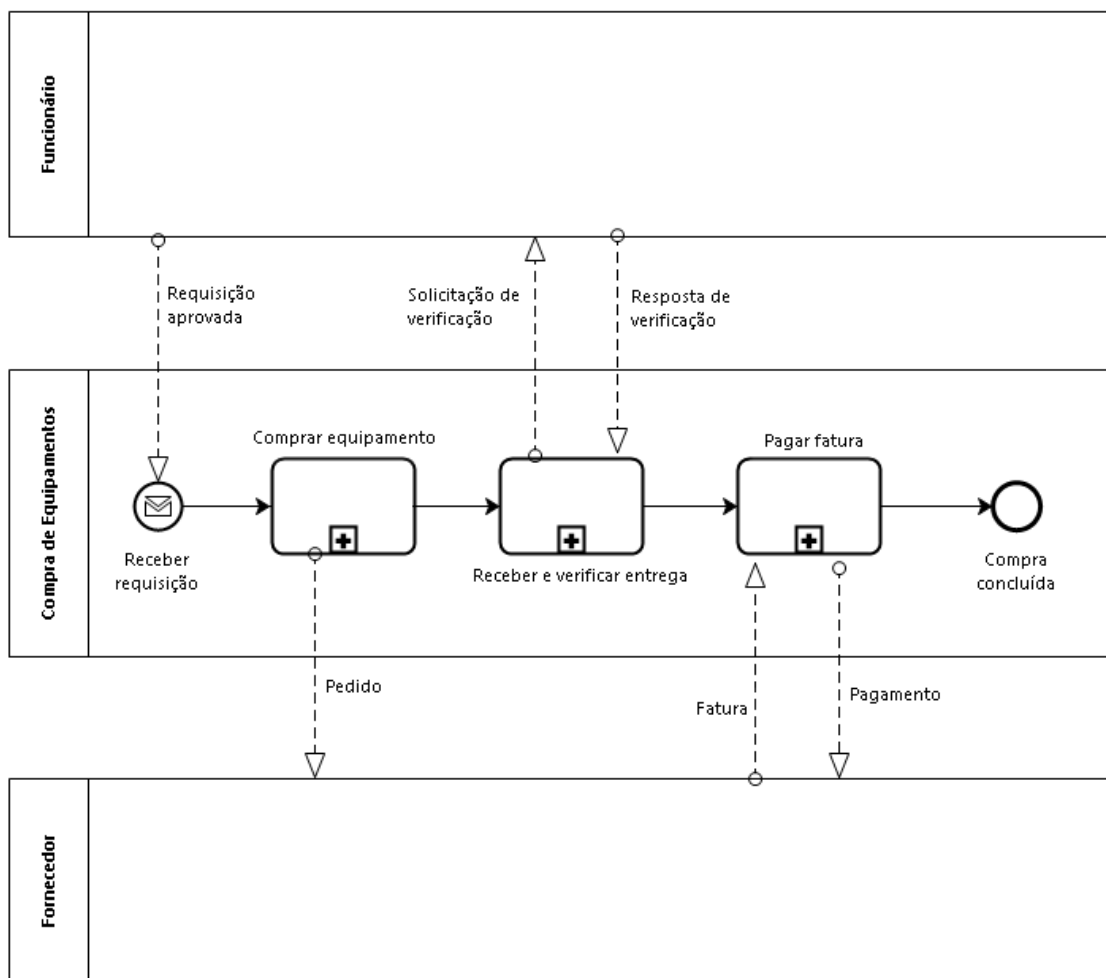 Funcionário
Requisição
aprovada
Solicitação de
verificação
Resposta de
verificação
Compra de Equipamentos
Comprar equipamento
Pagar fatura
Receber
requisição
Receber e verificar entrega
Compra
concluída
Pedido
Fatura
Pagamento
Fornecedor